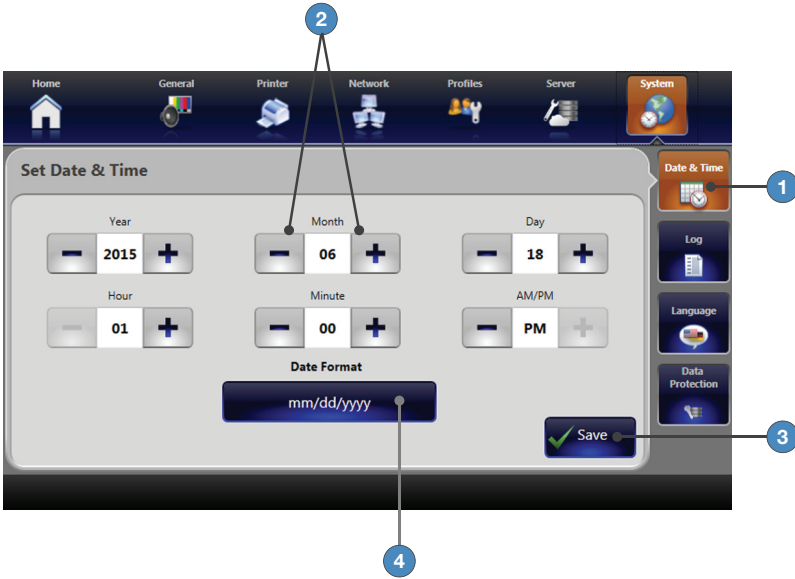 2
Home General Printer Network Profiles Server System
Set Date & Time
Date & Time
1
Year Month Day
2015 06 18
Log
Hour Minute AM/PM
01 00 PM
Language
Date Format
mm/dd/yyyy
Data
Protection
Save
3
4